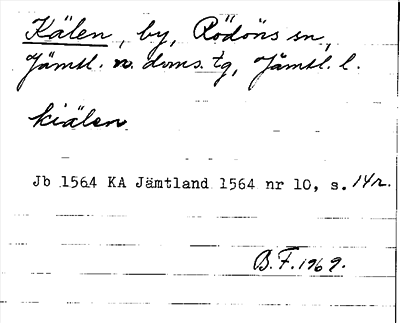 Kälen, by, Rödöns sn,
Jämtl. v. doms. tg, Jämtl. l.
kiälen
Jb 1564 KA Jämtland 1564 nr 10, s. 14r.
B.F. 1969.